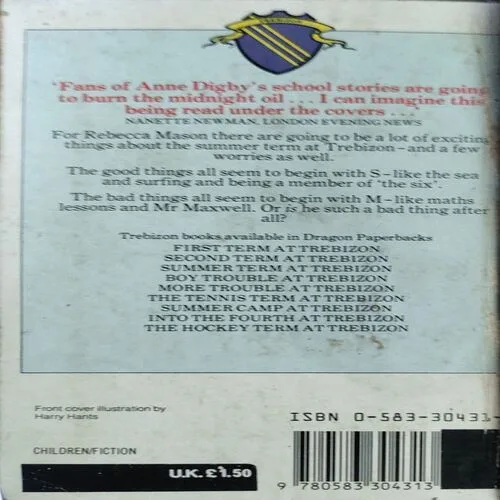 TREBIZON
'Fans of Anne Digby's school stories are going
to burn the midnight oil ... I can imagine this
being read under the covers ...'
NANETTE NEWMAN, LONDON EVENING NEWS
For Rebecca Mason there are going to be a lot of exciting
things about the summer term at Trebizon - and a few
worries as well.
The good things all seem to begin with S - like the sea
and surfing and being a member of 'the six'.
The bad things all seem to begin with M - like maths
lessons and Mr Maxwell. Or is he such a bad thing after
all?
Trebizon books available in Dragon Paperbacks
FIRST TERM AT TREBIZON
SECOND TERM AT TREBIZON
SUMMER TERM AT TREBIZON
BOY TROUBLE AT TREBIZON
MORE TROUBLE AT TREBIZON
THE TENNIS TERM AT TREBIZON
SUMMER CAMP AT TREBIZON
INTO THE FOURTH AT TREBIZON
THE HOCKEY TERM AT TREBIZON
Front cover illustration by
Harry Hants
ISBN 0-583-30431-
CHILDREN/FICTION
U.K. £1.50
9 780583 304313